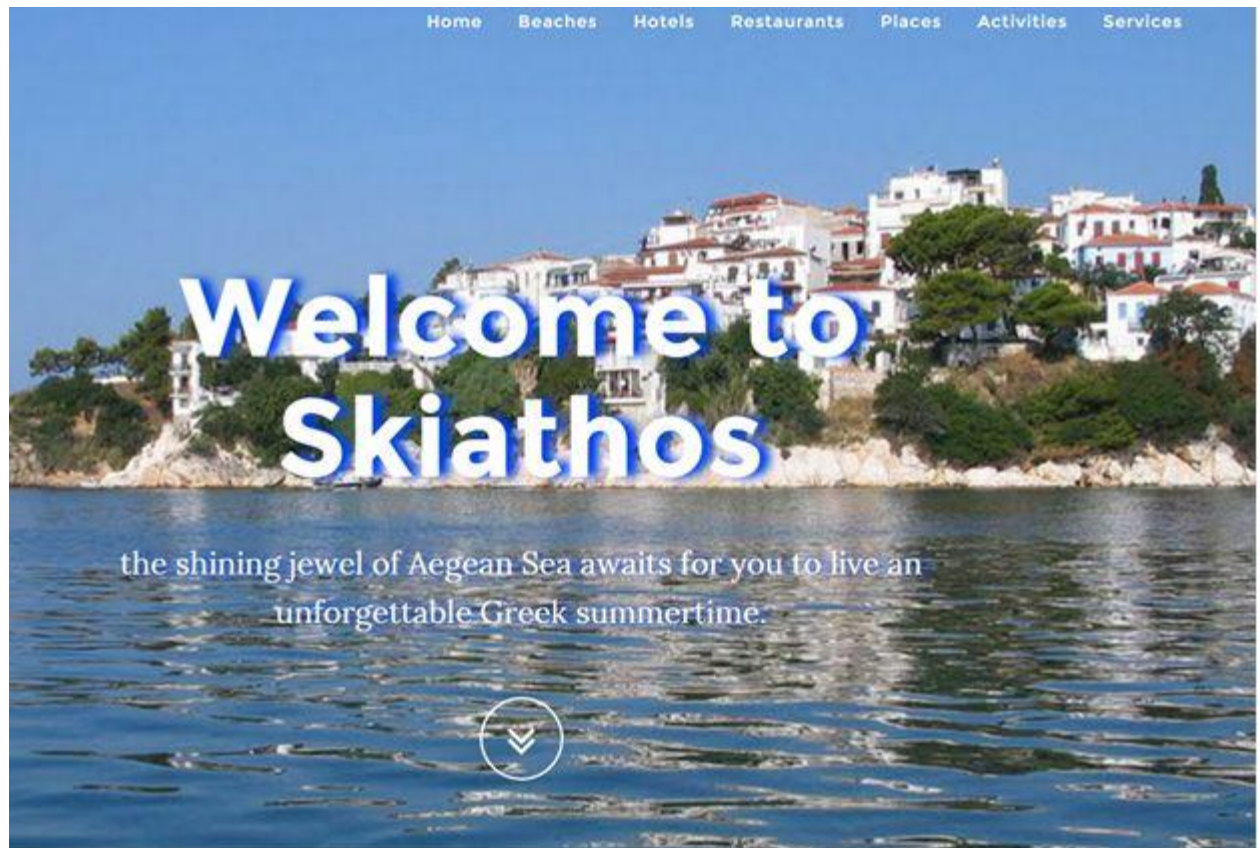 Home Beaches Hotels Restaurants Places Activities Services
Welcome to
Skiathos
the shining jewel of Aegean Sea awaits for you to live an
unforgettable Greek summertime.